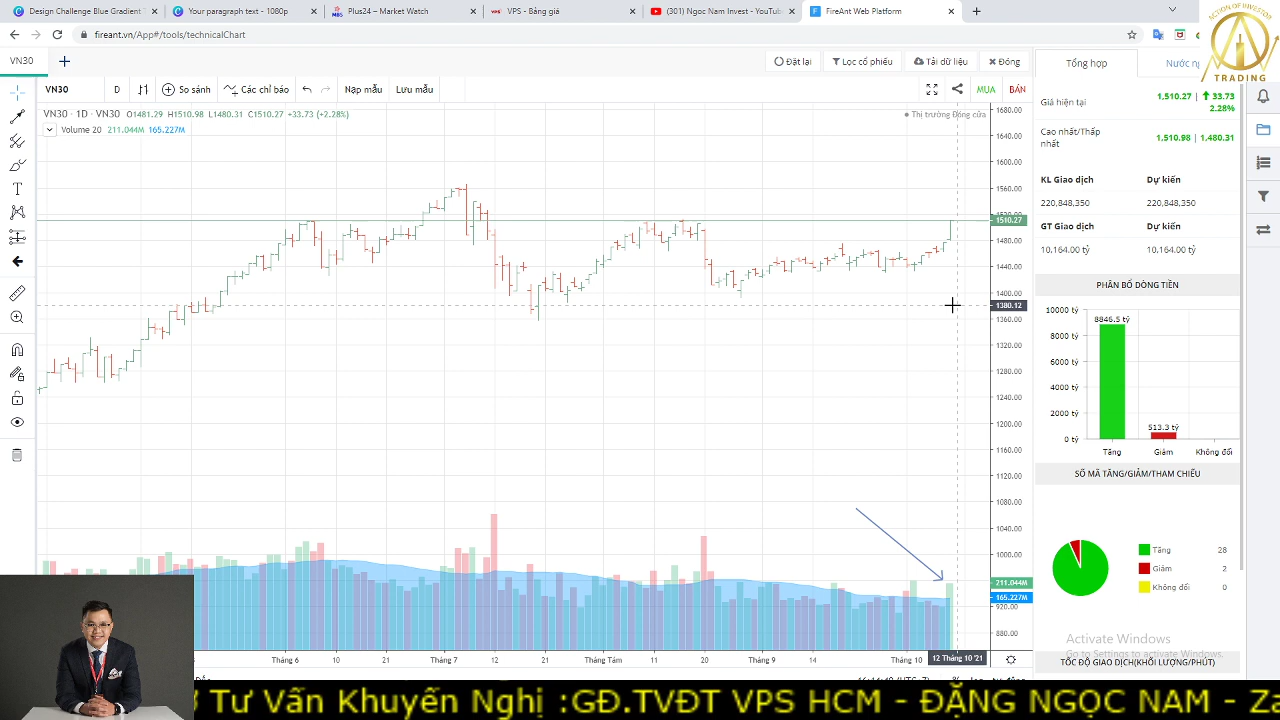 Design Challenge Blue Gradient
Your paragraph text - 1080p
MBS
Plus24 – Market Watch
VPS
VPS - Bảng giá
(301) Ngoc Nam Invest - YouTube
FireAnt Web Platform
ACTION OF INVESTOR
TRADING
fireant.vn/App#/tools/technicalChart
VN30
Đặt lại
Lọc cổ phiếu
Tải dữ liệu
Đóng
Tổng hợp
Nước ng
VN30
D
So sánh
Các chỉ báo
Nạp mẫu
Lưu mẫu
MUA
BÁN
VN30 · 1D · VN30 O1481.29 H1510.98 L1480.31 C1510.27 +33.73 (+2.28%)
Thị trường Đóng cửa
Volume 20 211.044M 165.227M
1680.00
1640.00
1600.00
1560.00
1520.00
1510.27
1480.00
1440.00
1400.00
1380.12
1360.00
1320.00
1280.00
1240.00
1200.00
1160.00
1120.00
1080.00
1040.00
1000.00
211.044M
165.227M
920.00
880.00
Tháng 6
10
21
Tháng 7
12
21
Tháng Tám
11
20
Tháng 9
14
Tháng 10
12 Tháng 10 '21
Giá hiện tại
1,510.27 | 33.73
2.28%
Cao nhất/Thấp
nhất
1,510.98 | 1,480.31
KL Giao dịch
Dự kiến
220,848,350
220,848,350
GT Giao dịch
Dự kiến
10,164.00 tỷ
10,164.00 tỷ
PHÂN BỔ DÒNG TIỀN
10000 tỷ
8000 tỷ
6000 tỷ
4000 tỷ
2000 tỷ
0 tỷ
8846.5 tỷ
513.3 tỷ
Tăng
Giảm
Không đổi
SỐ MÃ TĂNG/GIẢM/THAM CHIẾU
Tăng 28
Giảm 2
Không đổi 0
Activate Windows
Go to Settings to activate Windows.
TỐC ĐỘ GIAO DỊCH(KHỐI LƯỢNG/PHÚT)
/ Tư Vấn Khuyến Nghị :GĐ.TVĐT VPS HCM - ĐẶNG NGỌC NAM - Za